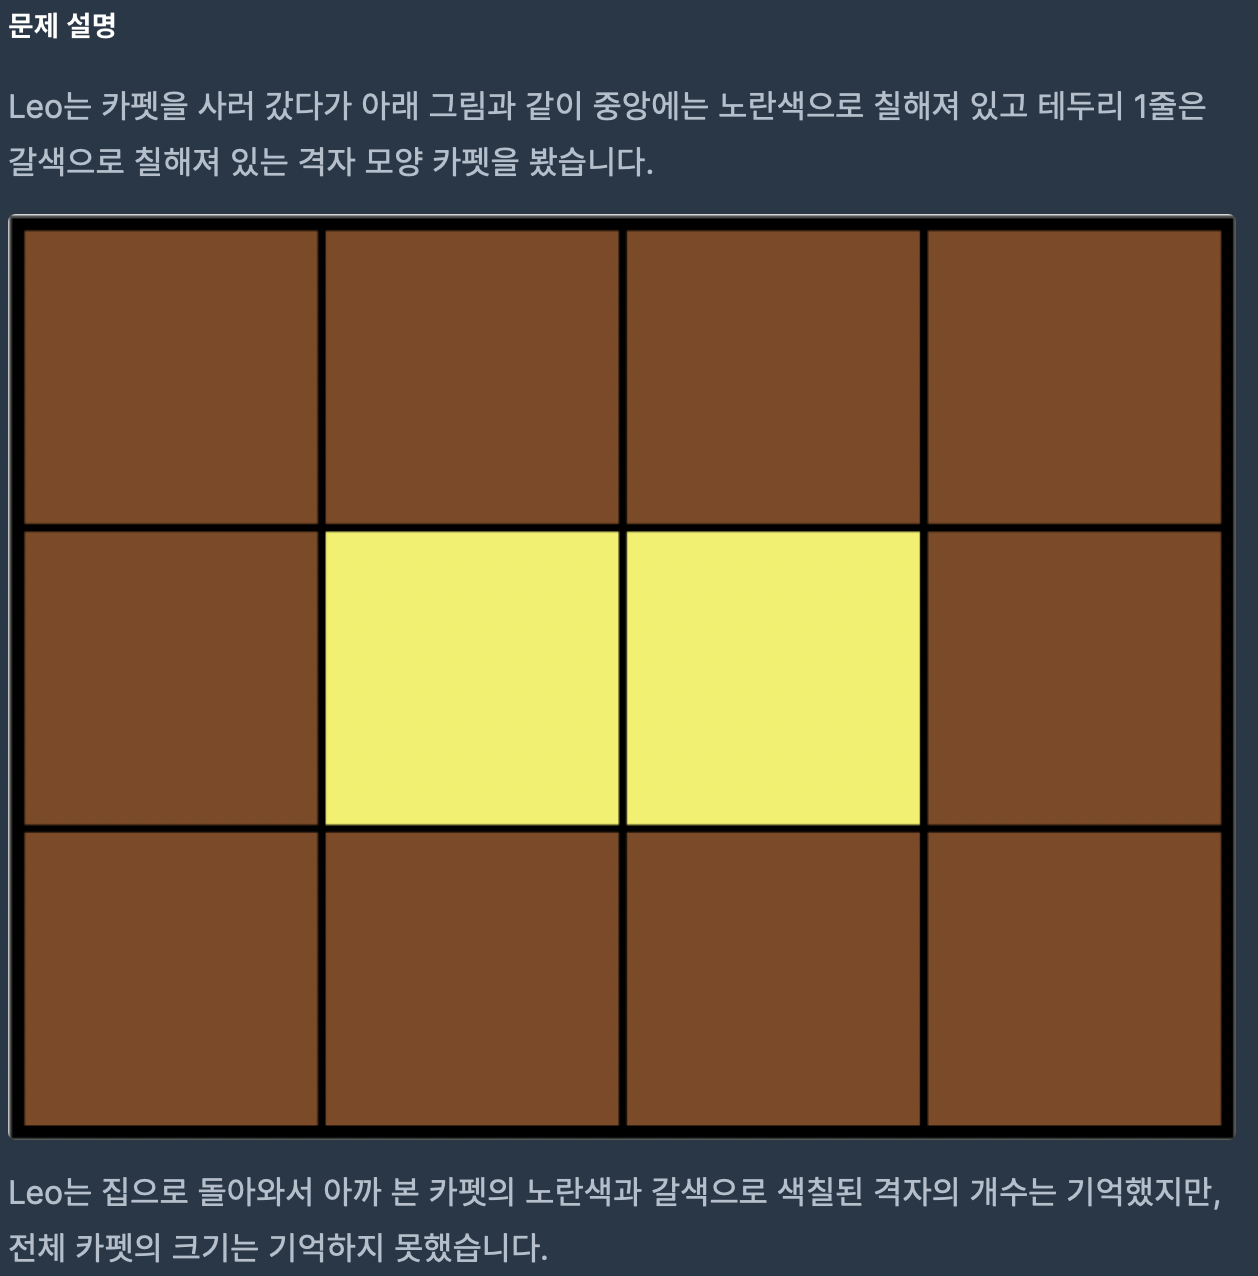 문제 설명
Leo는 카펫을 사러 갔다가 아래 그림과 같이 중앙에는 노란색으로 칠해져 있고 테두리 1줄은
갈색으로 칠해져 있는 격자 모양 카펫을 봤습니다.
Leo는 집으로 돌아와서 아까 본 카펫의 노란색과 갈색으로 색칠된 격자의 개수는 기억했지만,
전체 카펫의 크기는 기억하지 못했습니다.